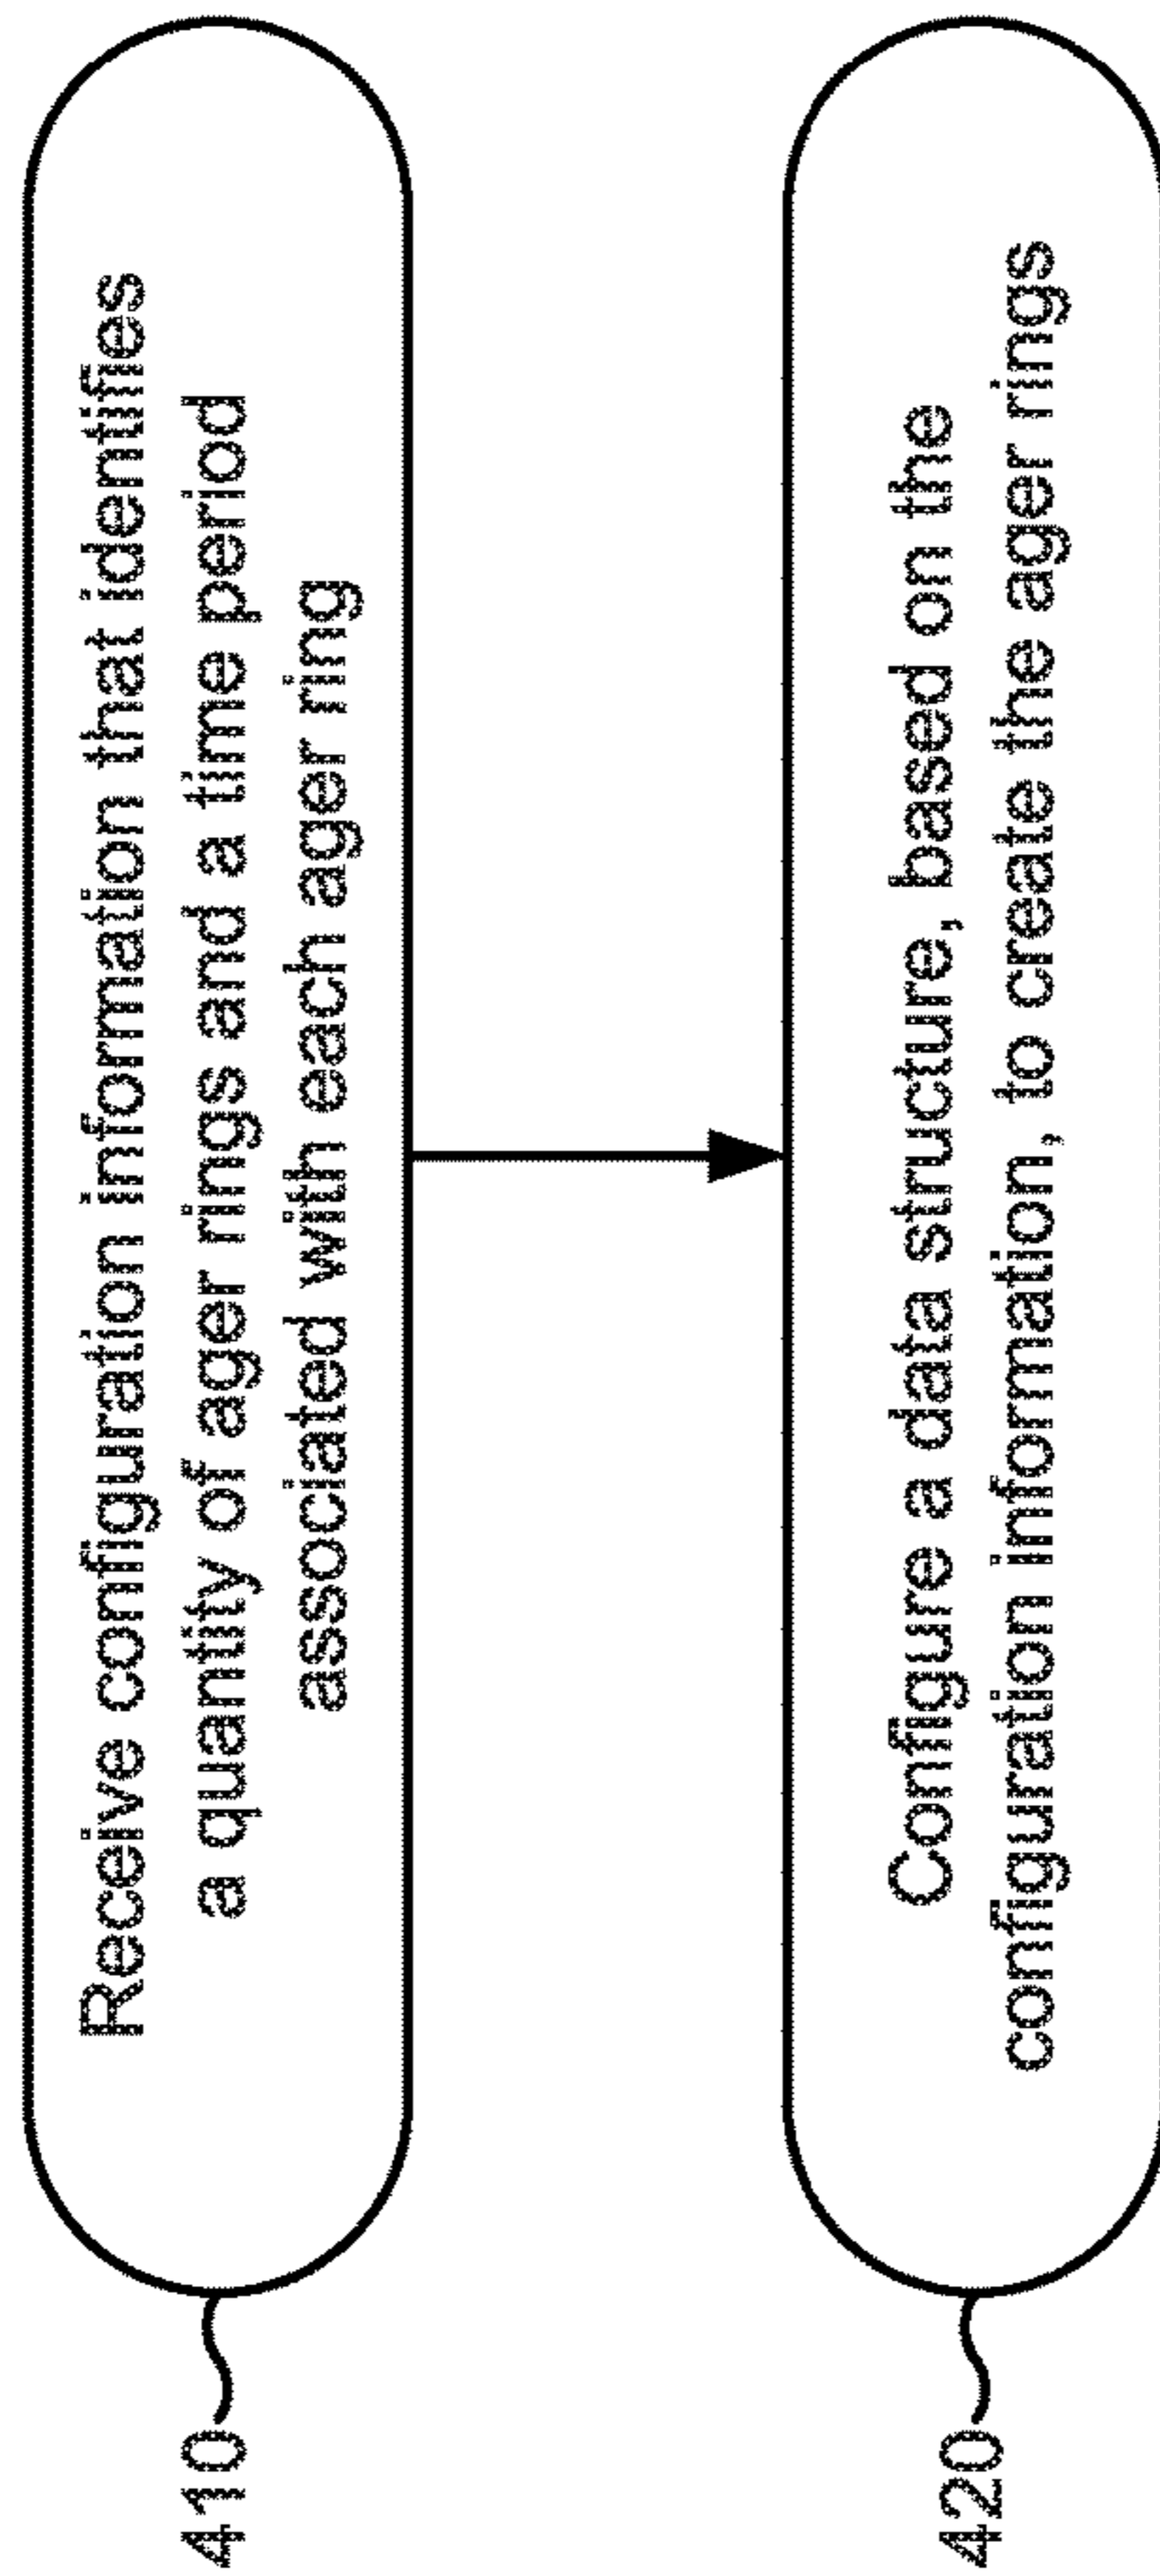 410
Receive configuration information that identifies
a quantity of ager rings and a time period
associated with each ager ring
420
Configure a data structure, based on the
configuration information, to create the ager rings